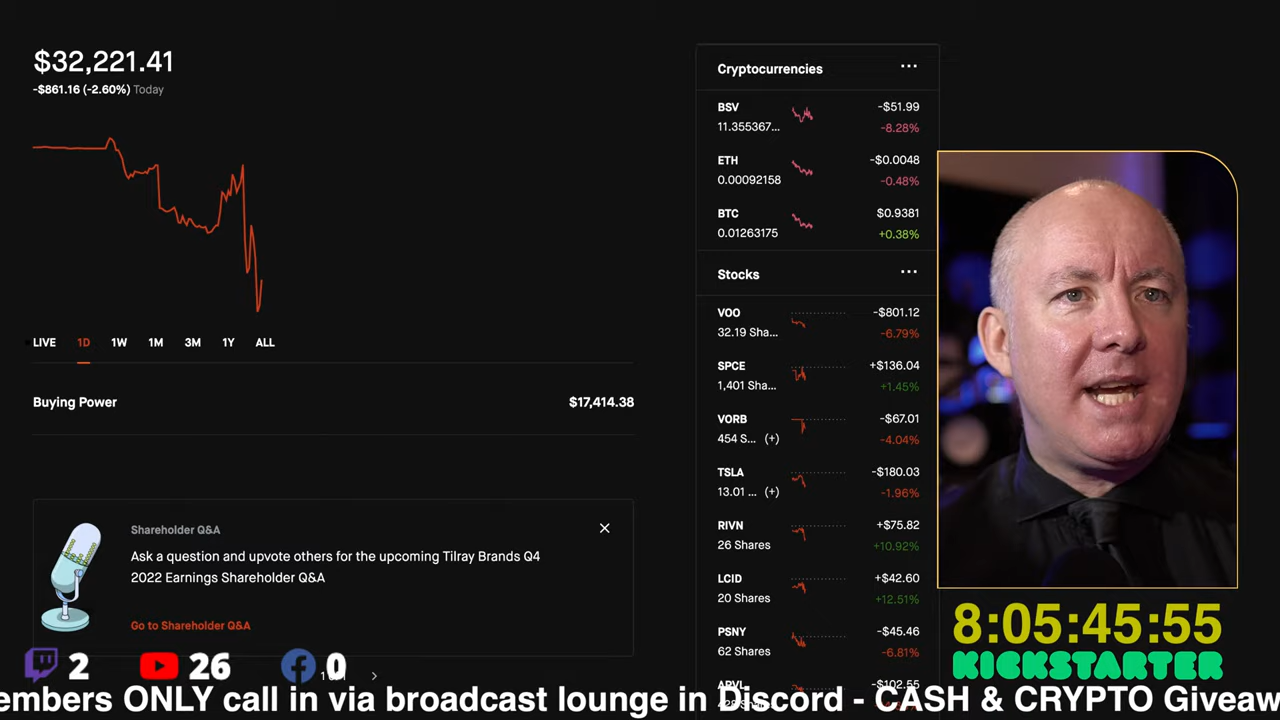 $32,221.41
-$861.16 (-2.60%) Today
LIVE 1D 1W 1M 3M 1Y ALL
Buying Power $17,414.38
Shareholder Q&A
Ask a question and upvote others for the upcoming Tilray Brands Q4
2022 Earnings Shareholder Q&A
Go to Shareholder Q&A
Cryptocurrencies
BSV -$51.99
11.355367... -8.28%
ETH -$0.0048
0.00092158 -0.48%
BTC $0.9381
0.01263175 +0.38%
Stocks
VOO -$801.12
32.19 Sha... -6.79%
SPCE +$136.04
1,401 Sha... +1.45%
VORB -$67.01
454 S... (+) -4.04%
TSLA -$180.03
13.01 ... (+) -1.96%
RIVN +$75.82
26 Shares +10.92%
LCID +$42.60
20 Shares +12.51%
PSNY -$45.46
62 Shares -6.81%
-$102.55
8:05:45:55
KICKSTARTER
2 26 0
embers ONLY call in via broadcast lounge in Discord - CASH & CRYPTO Giveaw